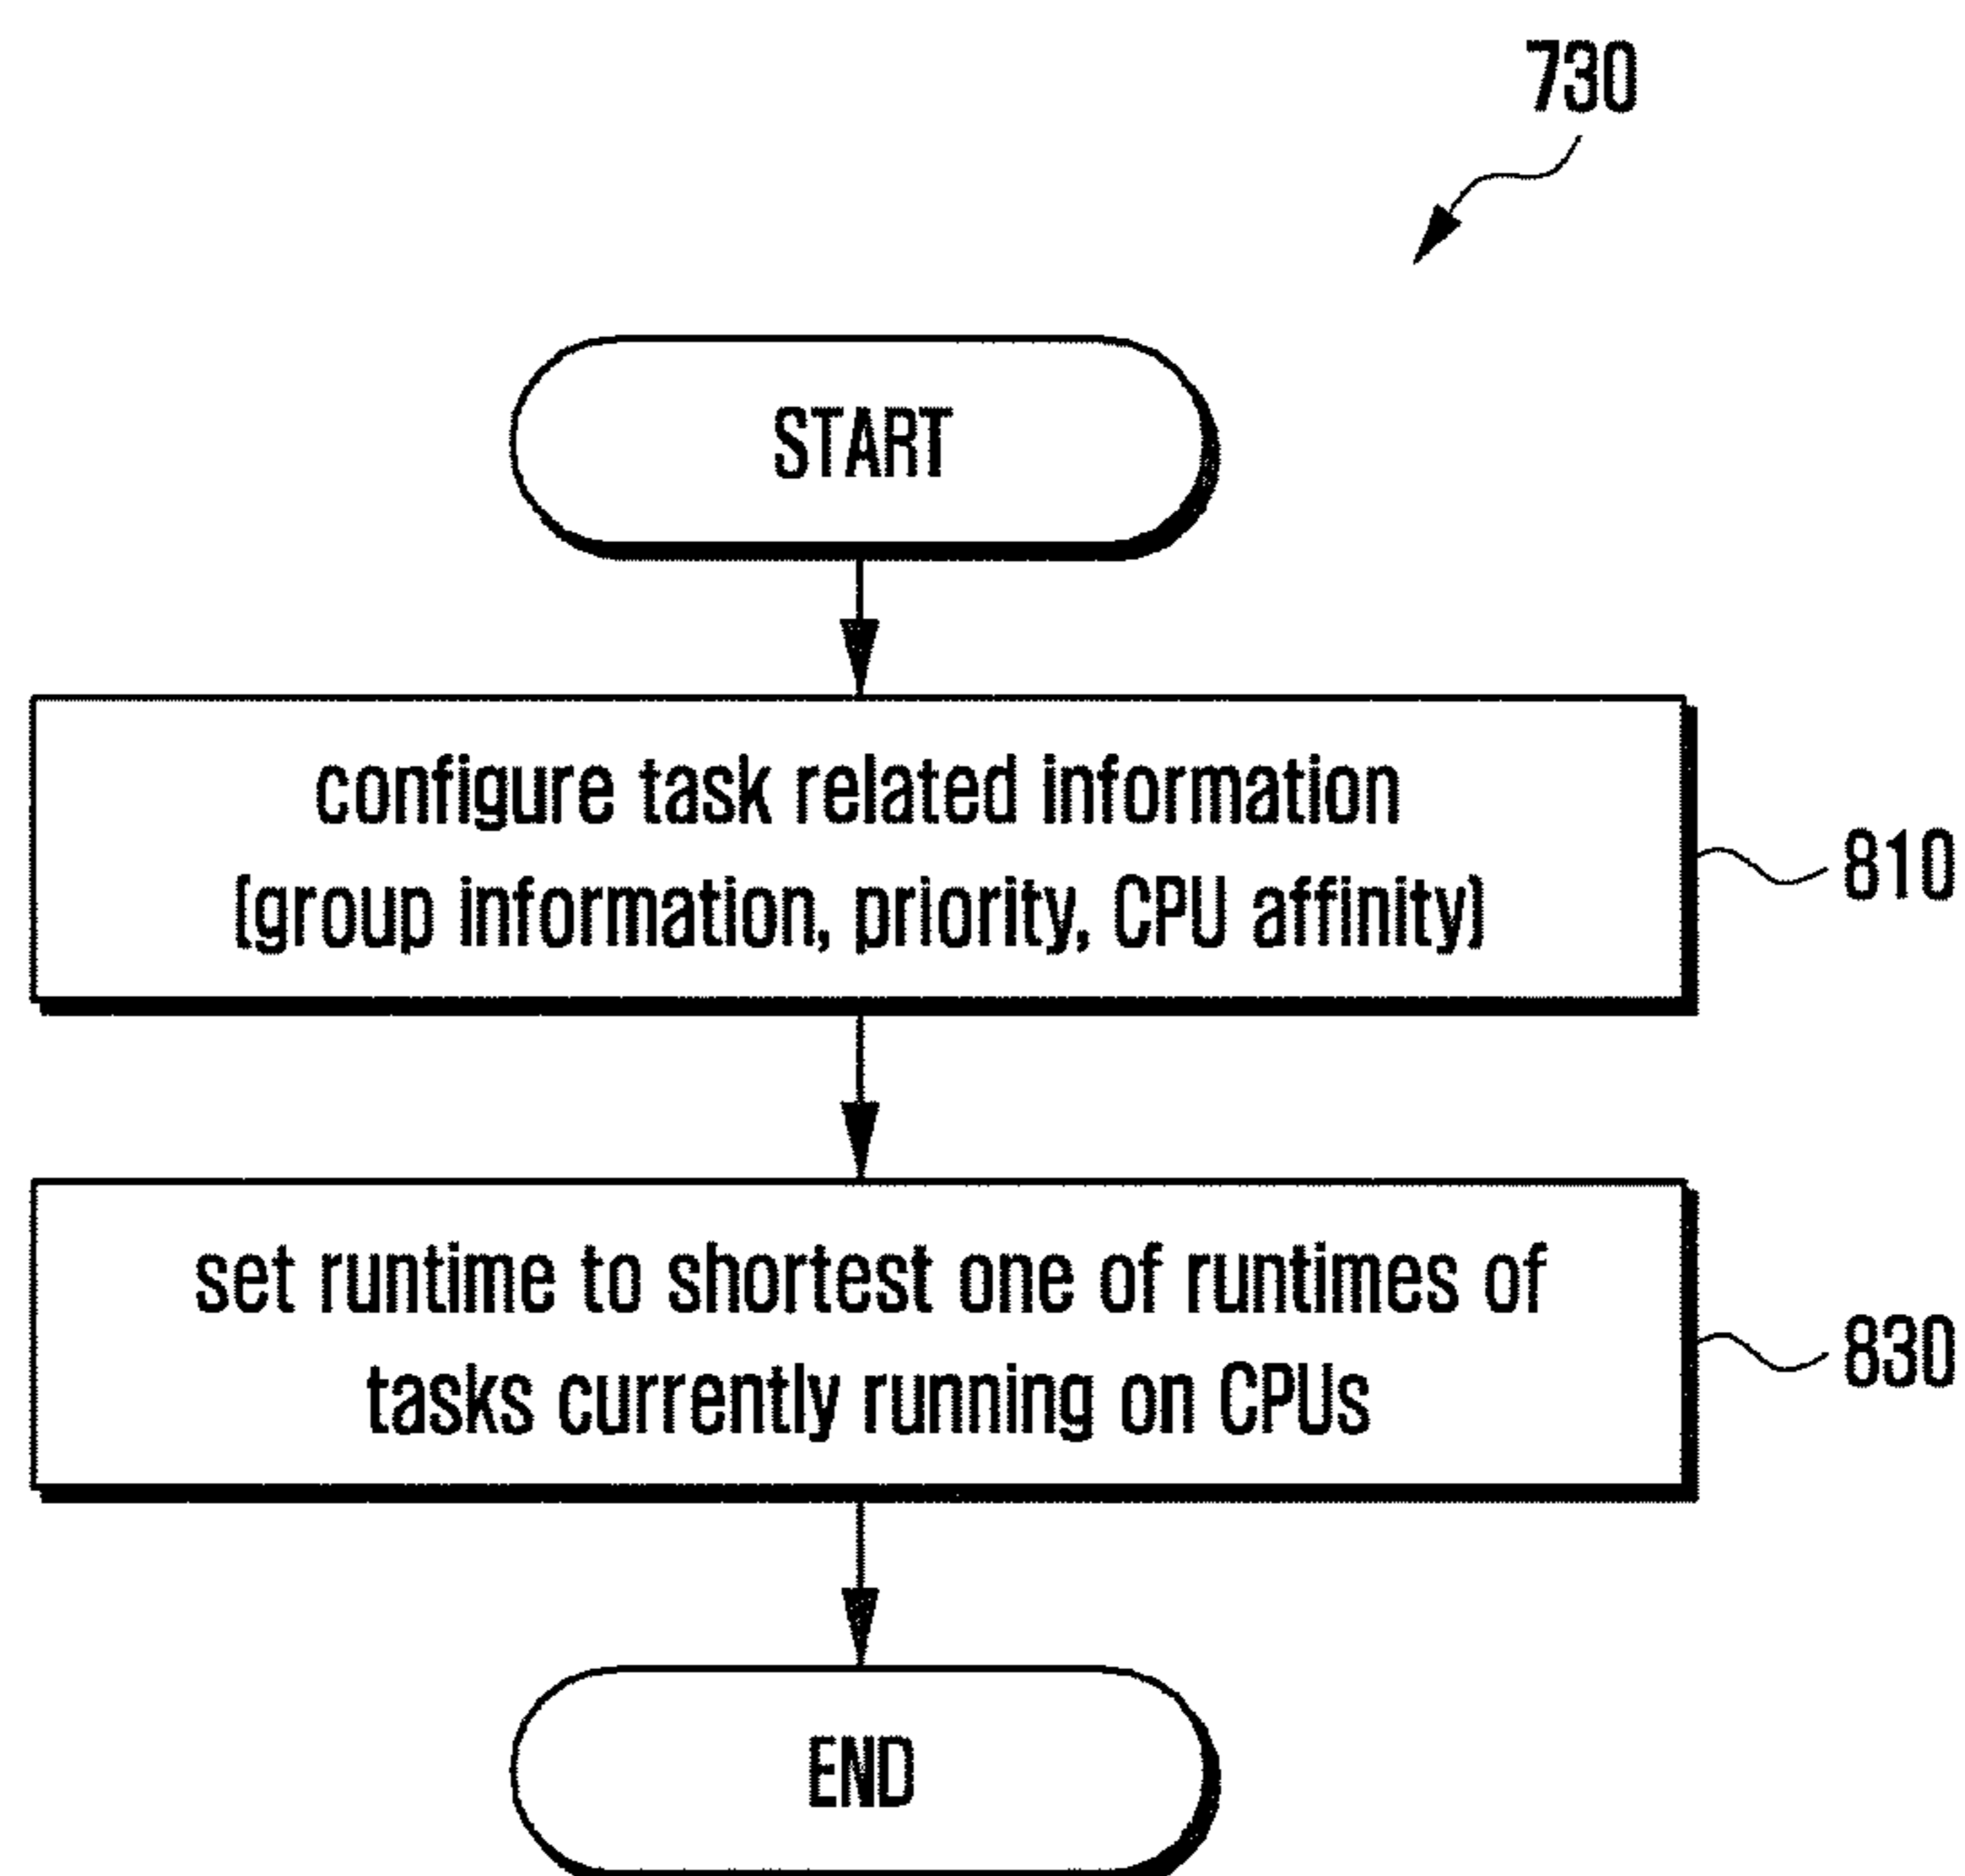 730
START
configure task related information
(group information, priority, CPU affinity)
810
set runtime to shortest one of runtimes of
tasks currently running on CPUs
830
END